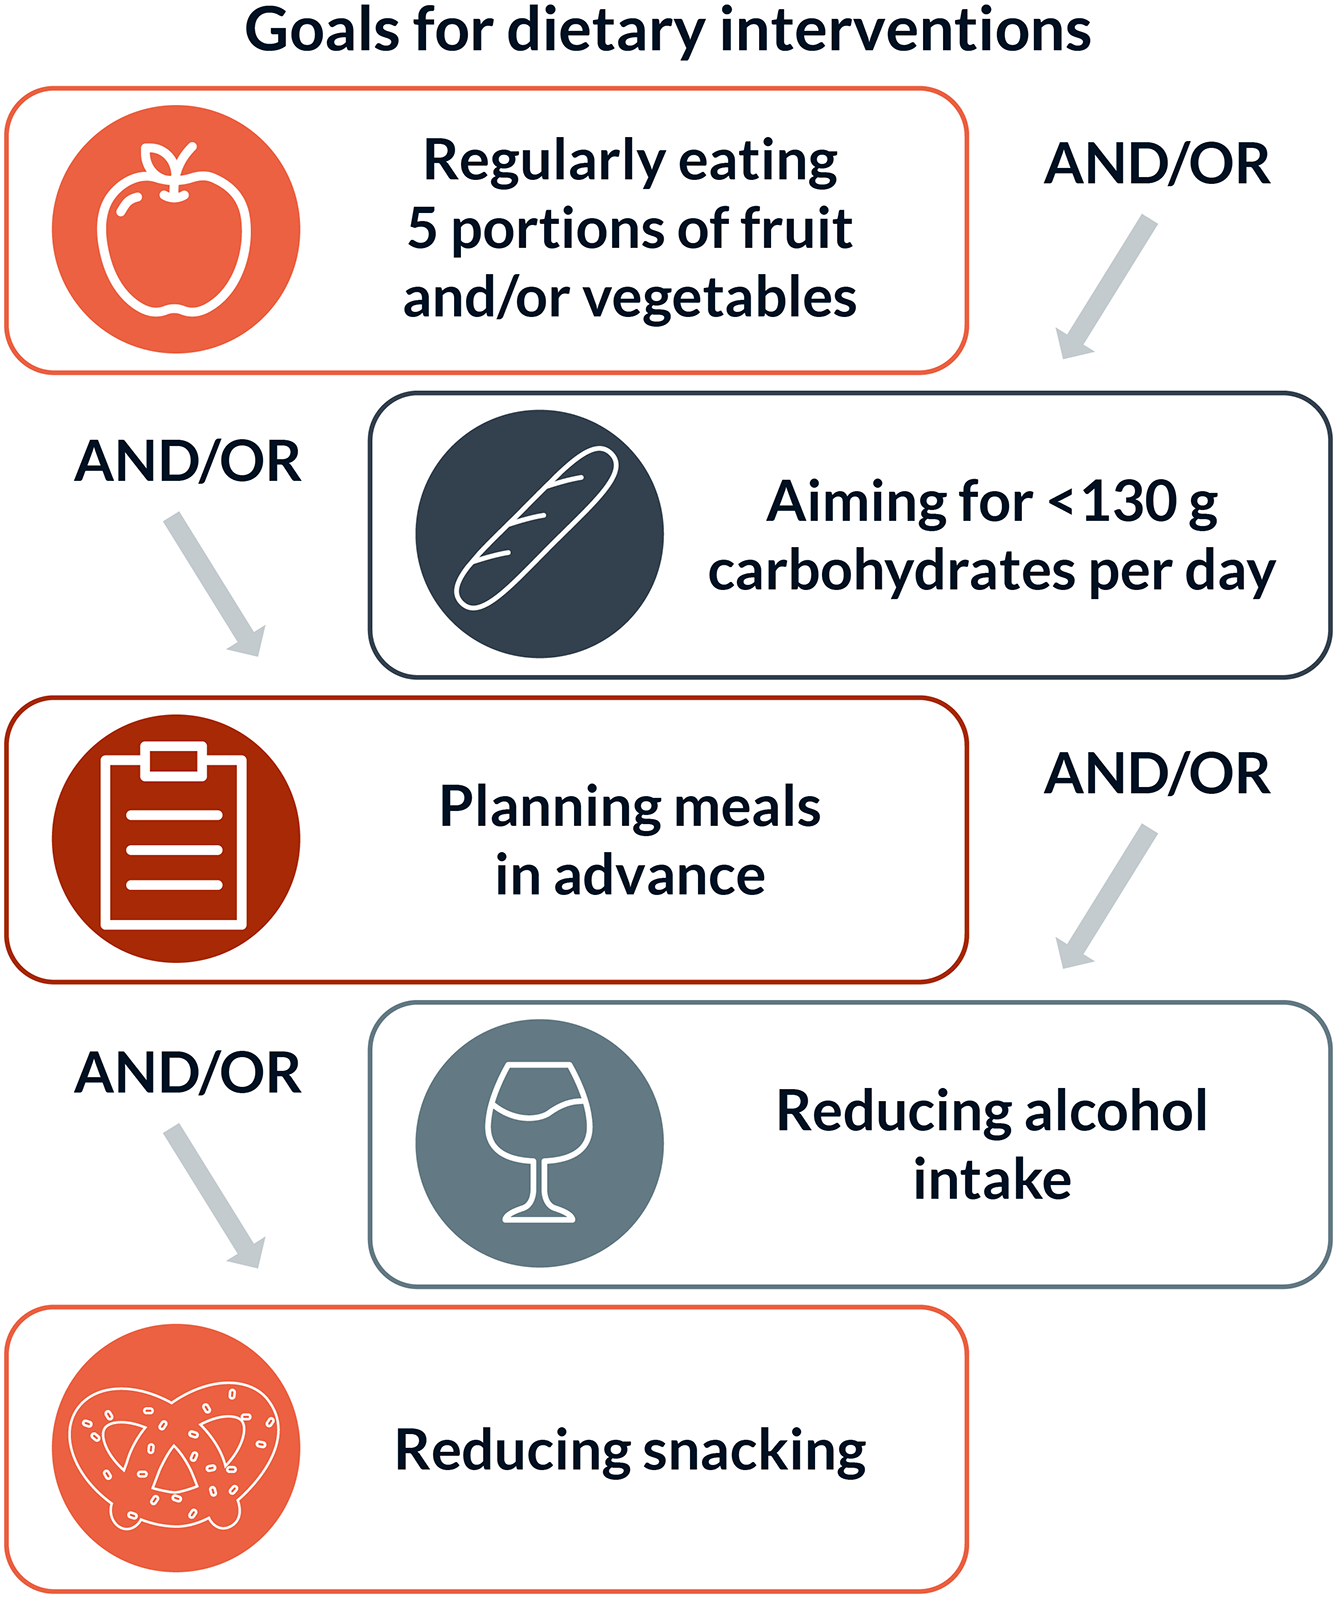 Goals for dietary interventions
Regularly eating
5 portions of fruit
and/or vegetables
AND/OR
Aiming for <130 g
carbohydrates per day
AND/OR
Planning meals
in advance
AND/OR
Reducing alcohol
intake
AND/OR
Reducing snacking